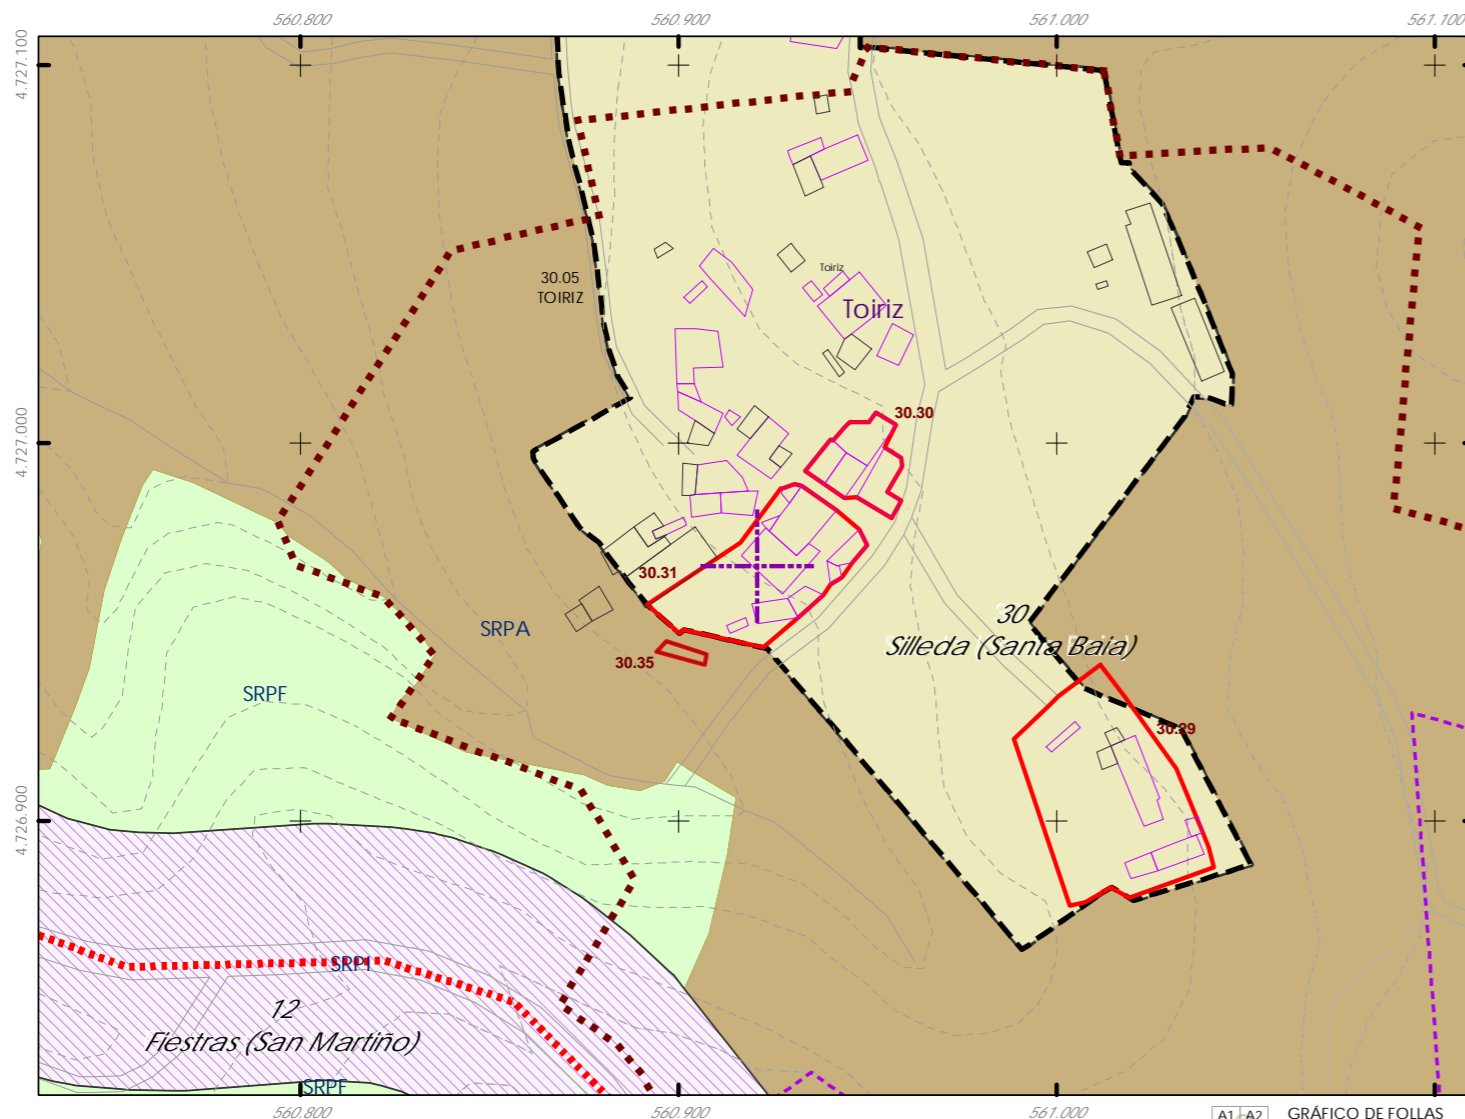 560.800
560.900
561.000
561.100
4.727.100
30.05
TOIRIZ
Toiriz
Toiriz
30.30
4.727.000
30.31
SRPA
30.35
30
Silleda (Santa Baia)
SRPF
30.29
4.726.900
SRPI
12
Fiestras (San Martiño)
SRPF
560.800
560.900
561.000
A1 A2 GRÁFICO DE FOLLAS